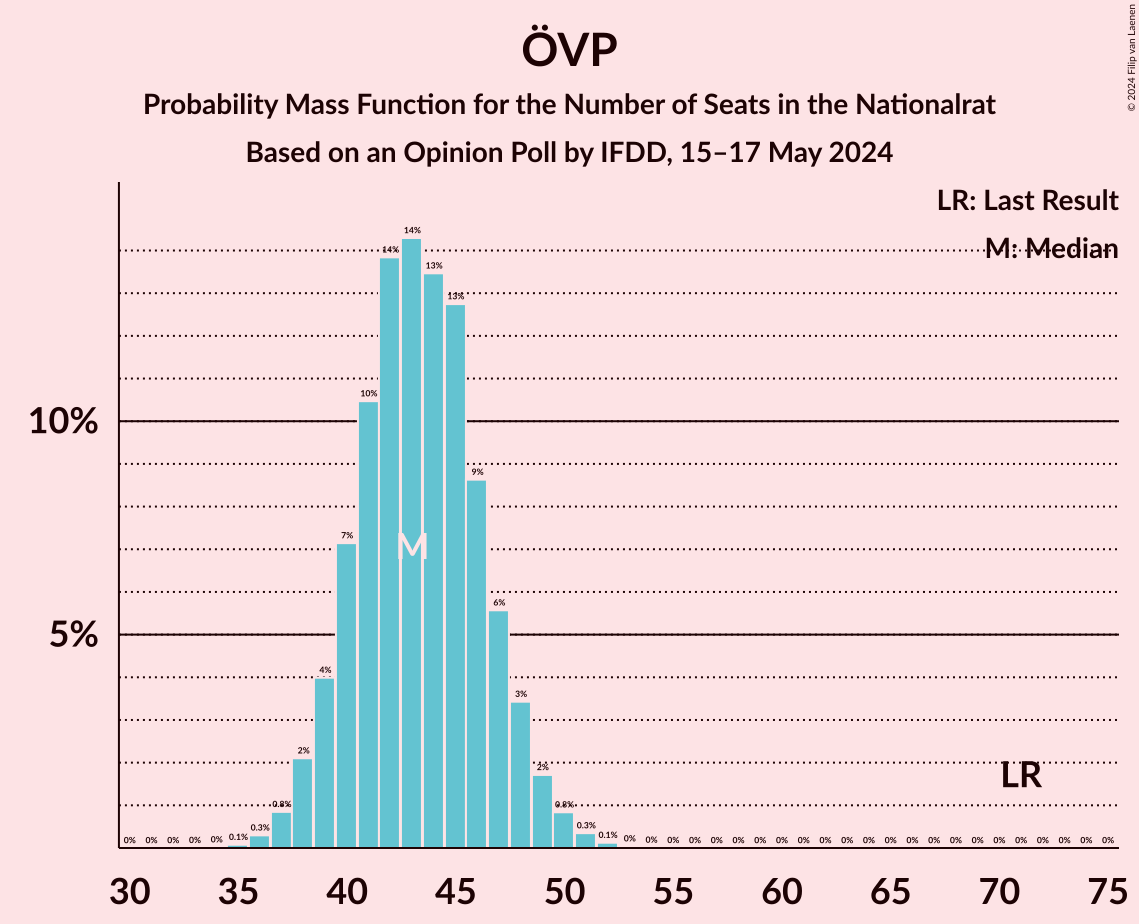 ÖVP
Probability Mass Function for the Number of Seats in the Nationalrat
Based on an Opinion Poll by IFDD, 15–17 May 2024
© 2024 Filip van Laenen
LR: Last Result
M: Median
10%
5%
0% 0% 0% 0% 0% 0.1% 0.3% 0.8% 2% 4% 7% 10% 14% 14% 13% 13% 9% 6% 3% 2% 0.8% 0.3% 0.1% 0% 0% 0% 0% 0% 0% 0% 0% 0% 0% 0% 0% 0% 0% 0% 0% 0% 0% 0% 0% 0% 0% 0%
M
LR
30 35 40 45 50 55 60 65 70 75